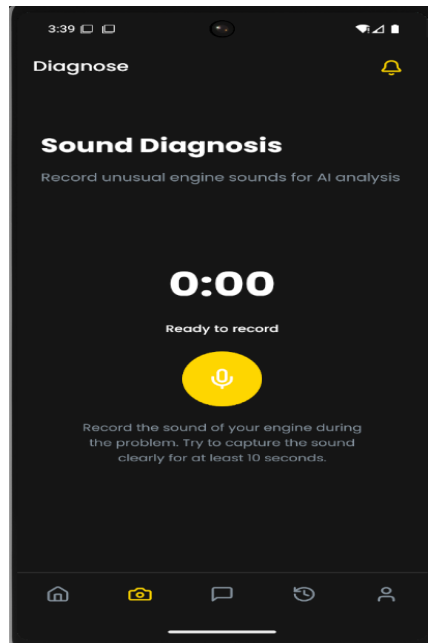 3:39
Diagnose
Sound Diagnosis
Record unusual engine sounds for AI analysis
0:00
Ready to record
Record the sound of your engine during
the problem. Try to capture the sound
clearly for at least 10 seconds.